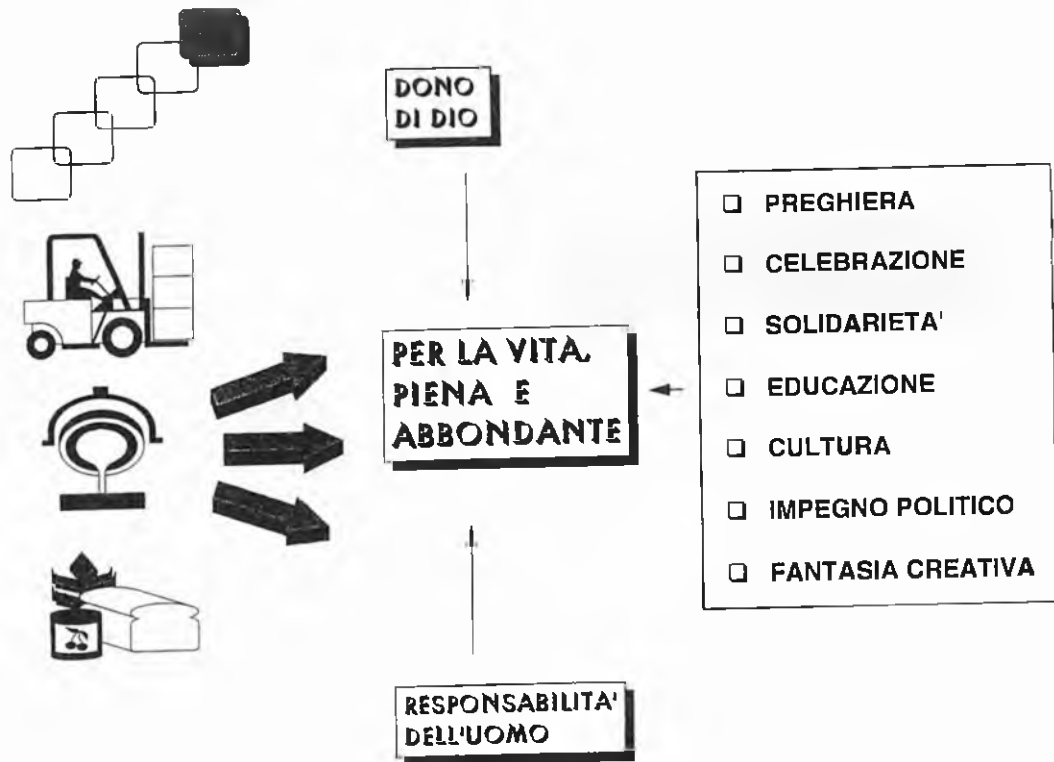 DONO
DI DIO
PER LA VITA,
PIENA E
ABBONDANTE
RESPONSABILITA'
DELL'UOMO
❑ PREGHIERA
❑ CELEBRAZIONE
❑ SOLIDARIETA'
❑ EDUCAZIONE
❑ CULTURA
❑ IMPEGNO POLITICO
❑ FANTASIA CREATIVA